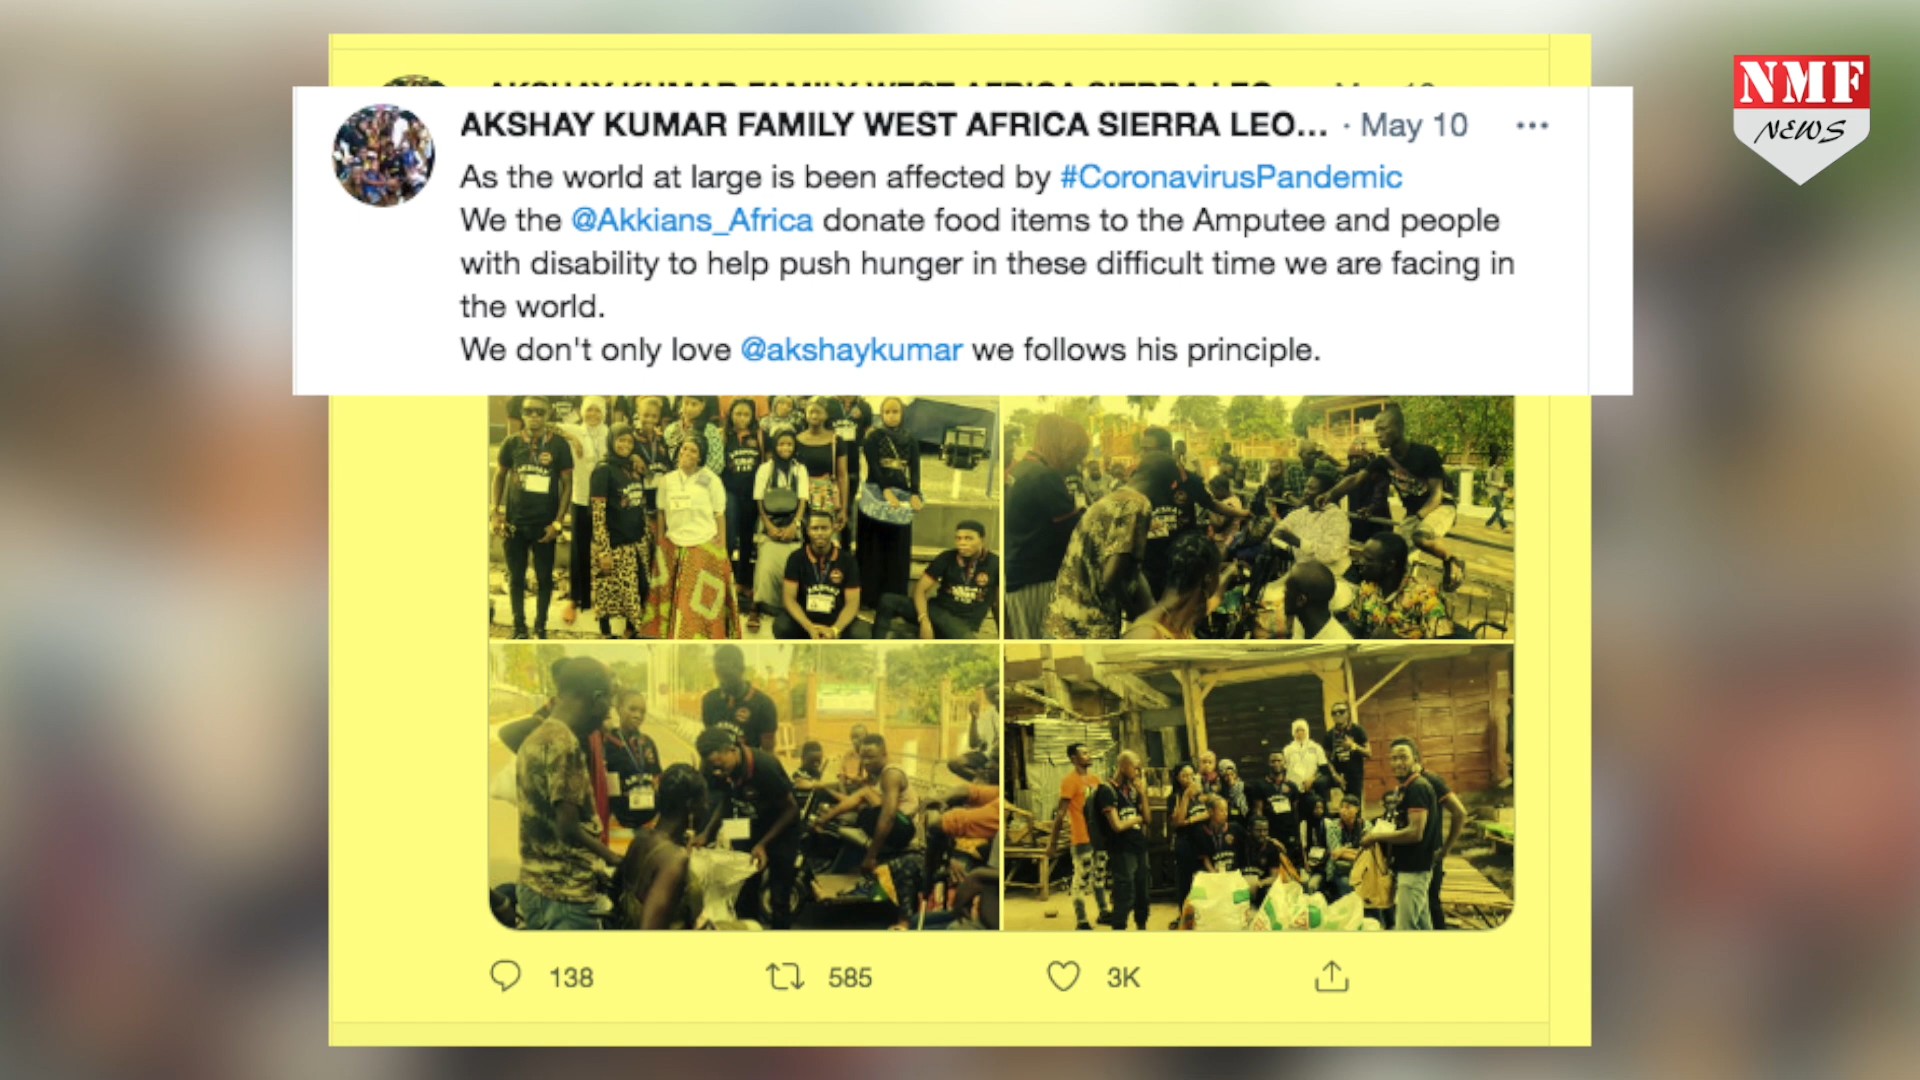 AKSHAY KUMAR FAMILY WEST AFRICA SIERRA LEO... · May 10
As the world at large is been affected by #CoronavirusPandemic
We the @Akkians_Africa donate food items to the Amputee and people
with disability to help push hunger in these difficult time we are facing in
the world.
We don't only love @akshaykumar we follows his principle.
138 585 3K
NMF
NEWS